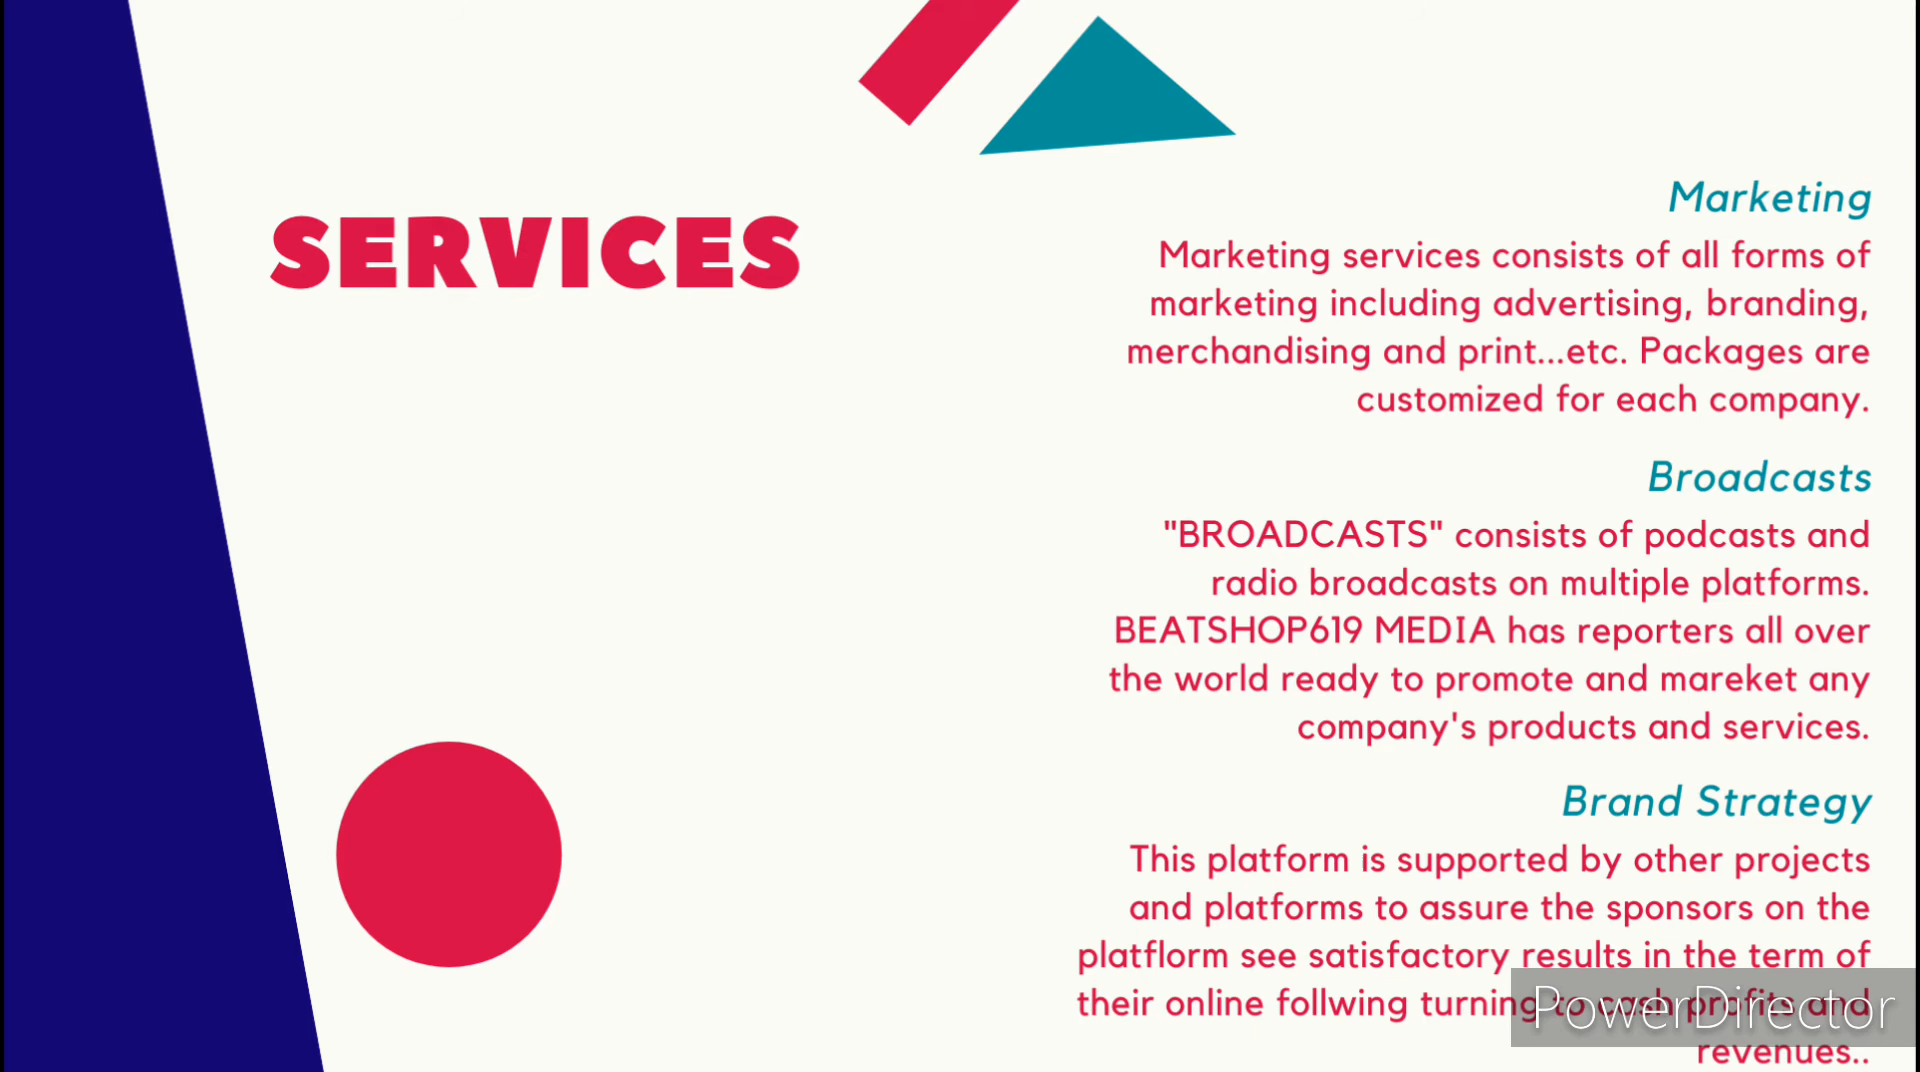 SERVICES
Marketing
Marketing services consists of all forms of
marketing including advertising, branding,
merchandising and print...etc. Packages are
customized for each company.
Broadcasts
"BROADCASTS" consists of podcasts and
radio broadcasts on multiple platforms.
BEATSHOP619 MEDIA has reporters all over
the world ready to promote and mareket any
company's products and services.
Brand Strategy
This platform is supported by other projects
and platforms to assure the sponsors on the
platflorm see satisfactory results in the term of
their online follwing turning to cash profits and
revenues..
PowerDirector